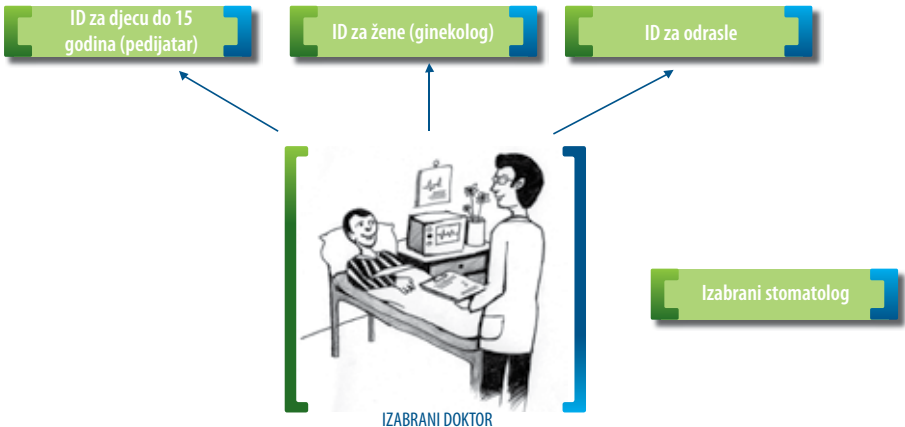 ID za djecu do 15
godina (pedijatar)
ID za žene (ginekolog)
ID za odrasle
Izabrani stomatolog
IZABRANI DOKTOR